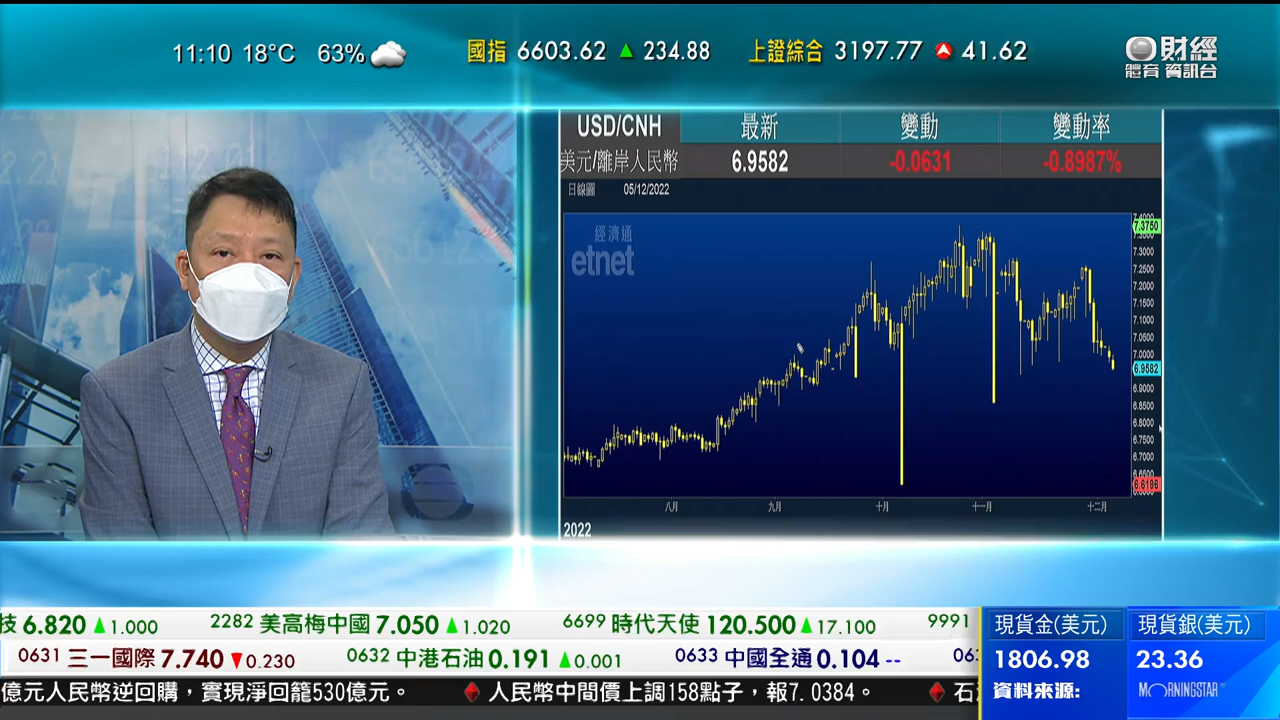 11:10 18°C 63% 國指 6603.62 ▲ 234.88 上證綜合 3197.77 41.62
財經
體育 資訊台
USD/CNH 最新 變動 變動率
美元/離岸人民幣 6.9582 -0.0631 -0.8987%
日線圖 05/12/2022
經濟通
etnet
7.4000
7.3750
7.3000
7.2500
7.2000
7.1500
7.1000
7.0500
7.0000
6.9582
6.9000
6.8500
6.8000
6.7500
6.7000
6.6500
6.6196
八月 九月 十月 十一月 十二月
2022
技 6.820 ▲ 1.000 2282 美高梅中國 7.050 ▲ 1.020 6699 時代天使 120.500 ▲ 17.100 9991
0631 三一國際 7.740 ▼ 0.230 0632 中港石油 0.191 ▲ 0.001 0633 中國全通 0.104 -- 063
億元人民幣逆回購，實現淨回籠530億元。 人民幣中間價上調158點子，報7.0384。 石
現貨金(美元) 現貨銀(美元)
1806.98 23.36
資料來源: MORNINGSTAR